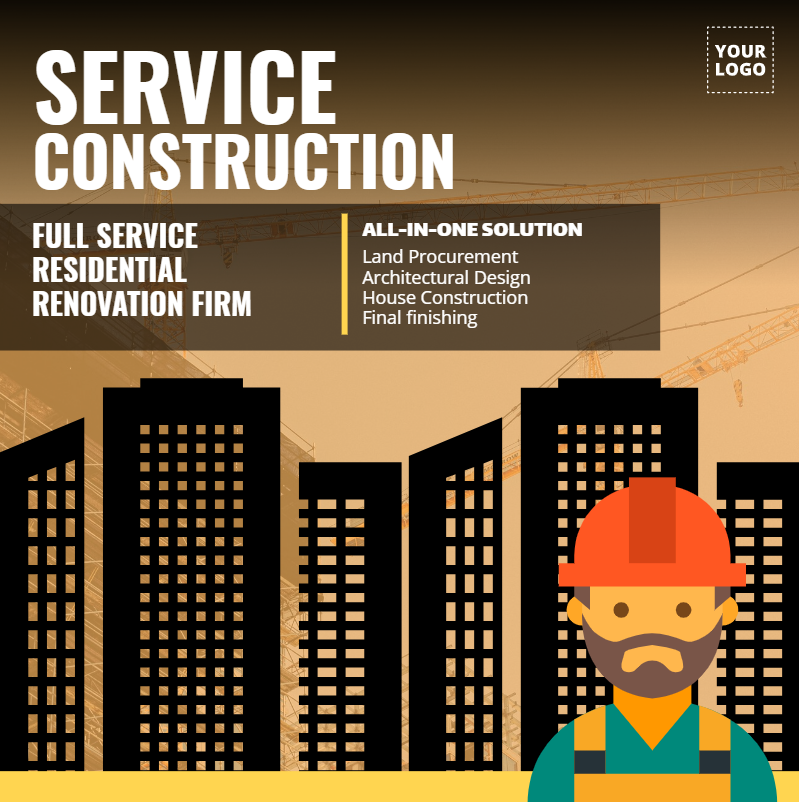 YOUR
LOGO
SERVICE
CONSTRUCTION
FULL SERVICE
RESIDENTIAL
RENOVATION FIRM
ALL-IN-ONE SOLUTION
Land Procurement
Architectural Design
House Construction
Final finishing